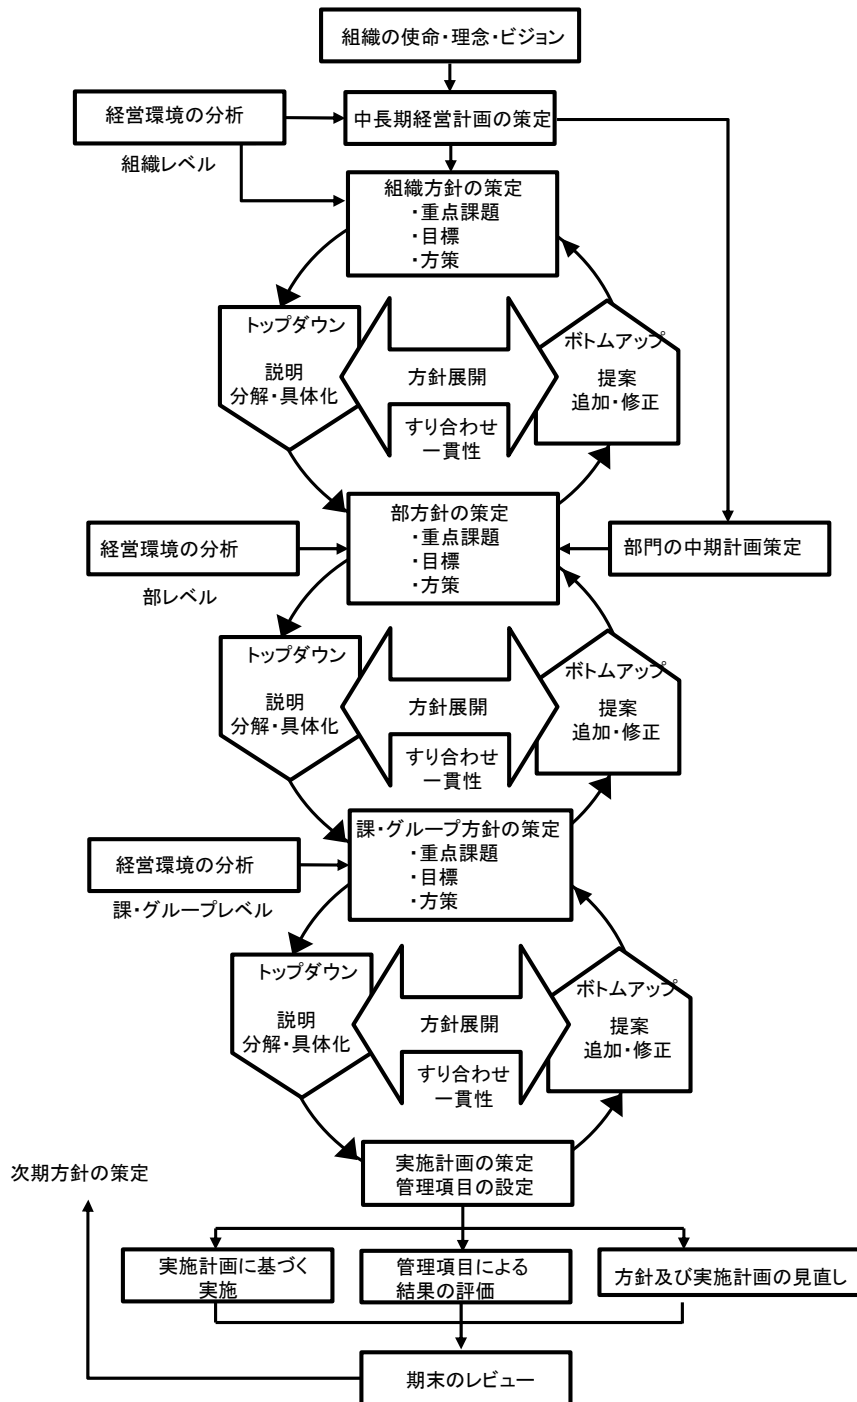 組織の使命・理念・ビジョン
経営環境の分析
中長期経営計画の策定
組織レベル
組織方針の策定
・重点課題
・目標
・方策
トップダウン
説明
分解・具体化
方針展開
すり合わせ
一貫性
ボトムアップ
提案
追加・修正
経営環境の分析
部レベル
部方針の策定
・重点課題
・目標
・方策
部門の中期計画策定
トップダウン
説明
分解・具体化
方針展開
すり合わせ
一貫性
ボトムアップ
提案
追加・修正
経営環境の分析
課・グループレベル
課・グループ方針の策定
・重点課題
・目標
・方策
トップダウン
説明
分解・具体化
方針展開
すり合わせ
一貫性
ボトムアップ
提案
追加・修正
実施計画の策定
管理項目の設定
次期方針の策定
実施計画に基づく
実施
管理項目による
結果の評価
方針及び実施計画の見直し
期末のレビュー